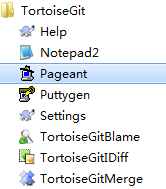 TortoiseGit
Help
Notepad2
Pageant
Puttygen
Settings
TortoiseGitBlame
TortoiseGitIDiff
TortoiseGitMerge